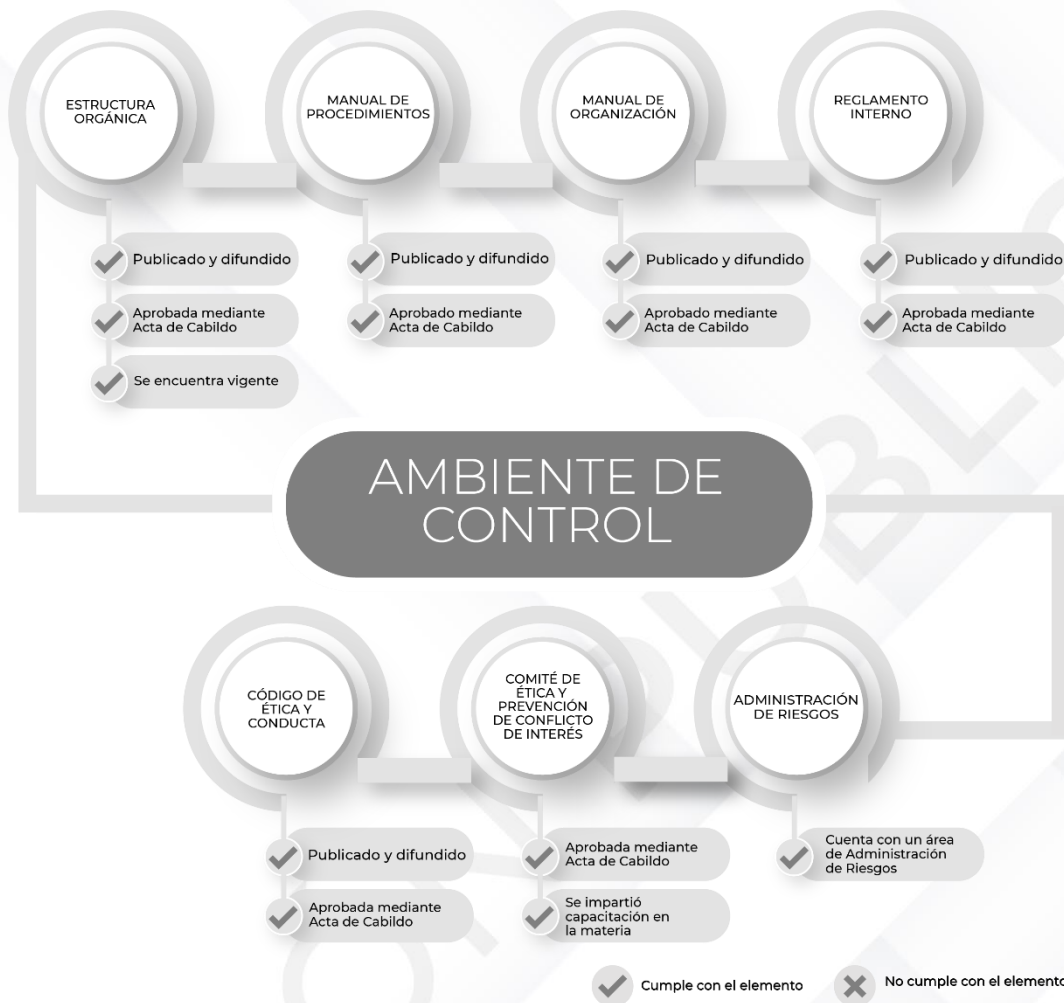 ESTRUCTURA
ORGÁNICA
MANUAL DE
PROCEDIMIENTOS
MANUAL DE
ORGANIZACIÓN
REGLAMENTO
INTERNO
Publicado y difundido
Aprobada mediante
Acta de Cabildo
Se encuentra vigente
Publicado y difundido
Aprobado mediante
Acta de Cabildo
Publicado y difundido
Aprobado mediante
Acta de Cabildo
Publicado y difundido
Aprobada mediante
Acta de Cabildo
AMBIENTE DE
CONTROL
CÓDIGO DE
ÉTICA Y
CONDUCTA
COMITÉ DE
ÉTICA Y
PREVENCIÓN
DE CONFLICTO
DE INTERÉS
ADMINISTRACIÓN
DE RIESGOS
Publicado y difundido
Aprobada mediante
Acta de Cabildo
Aprobada mediante
Acta de Cabildo
Se impartió
capacitación en
la materia
Cuenta con un área
de Administración
de Riesgos
Cumple con el elemento
No cumple con el elemento